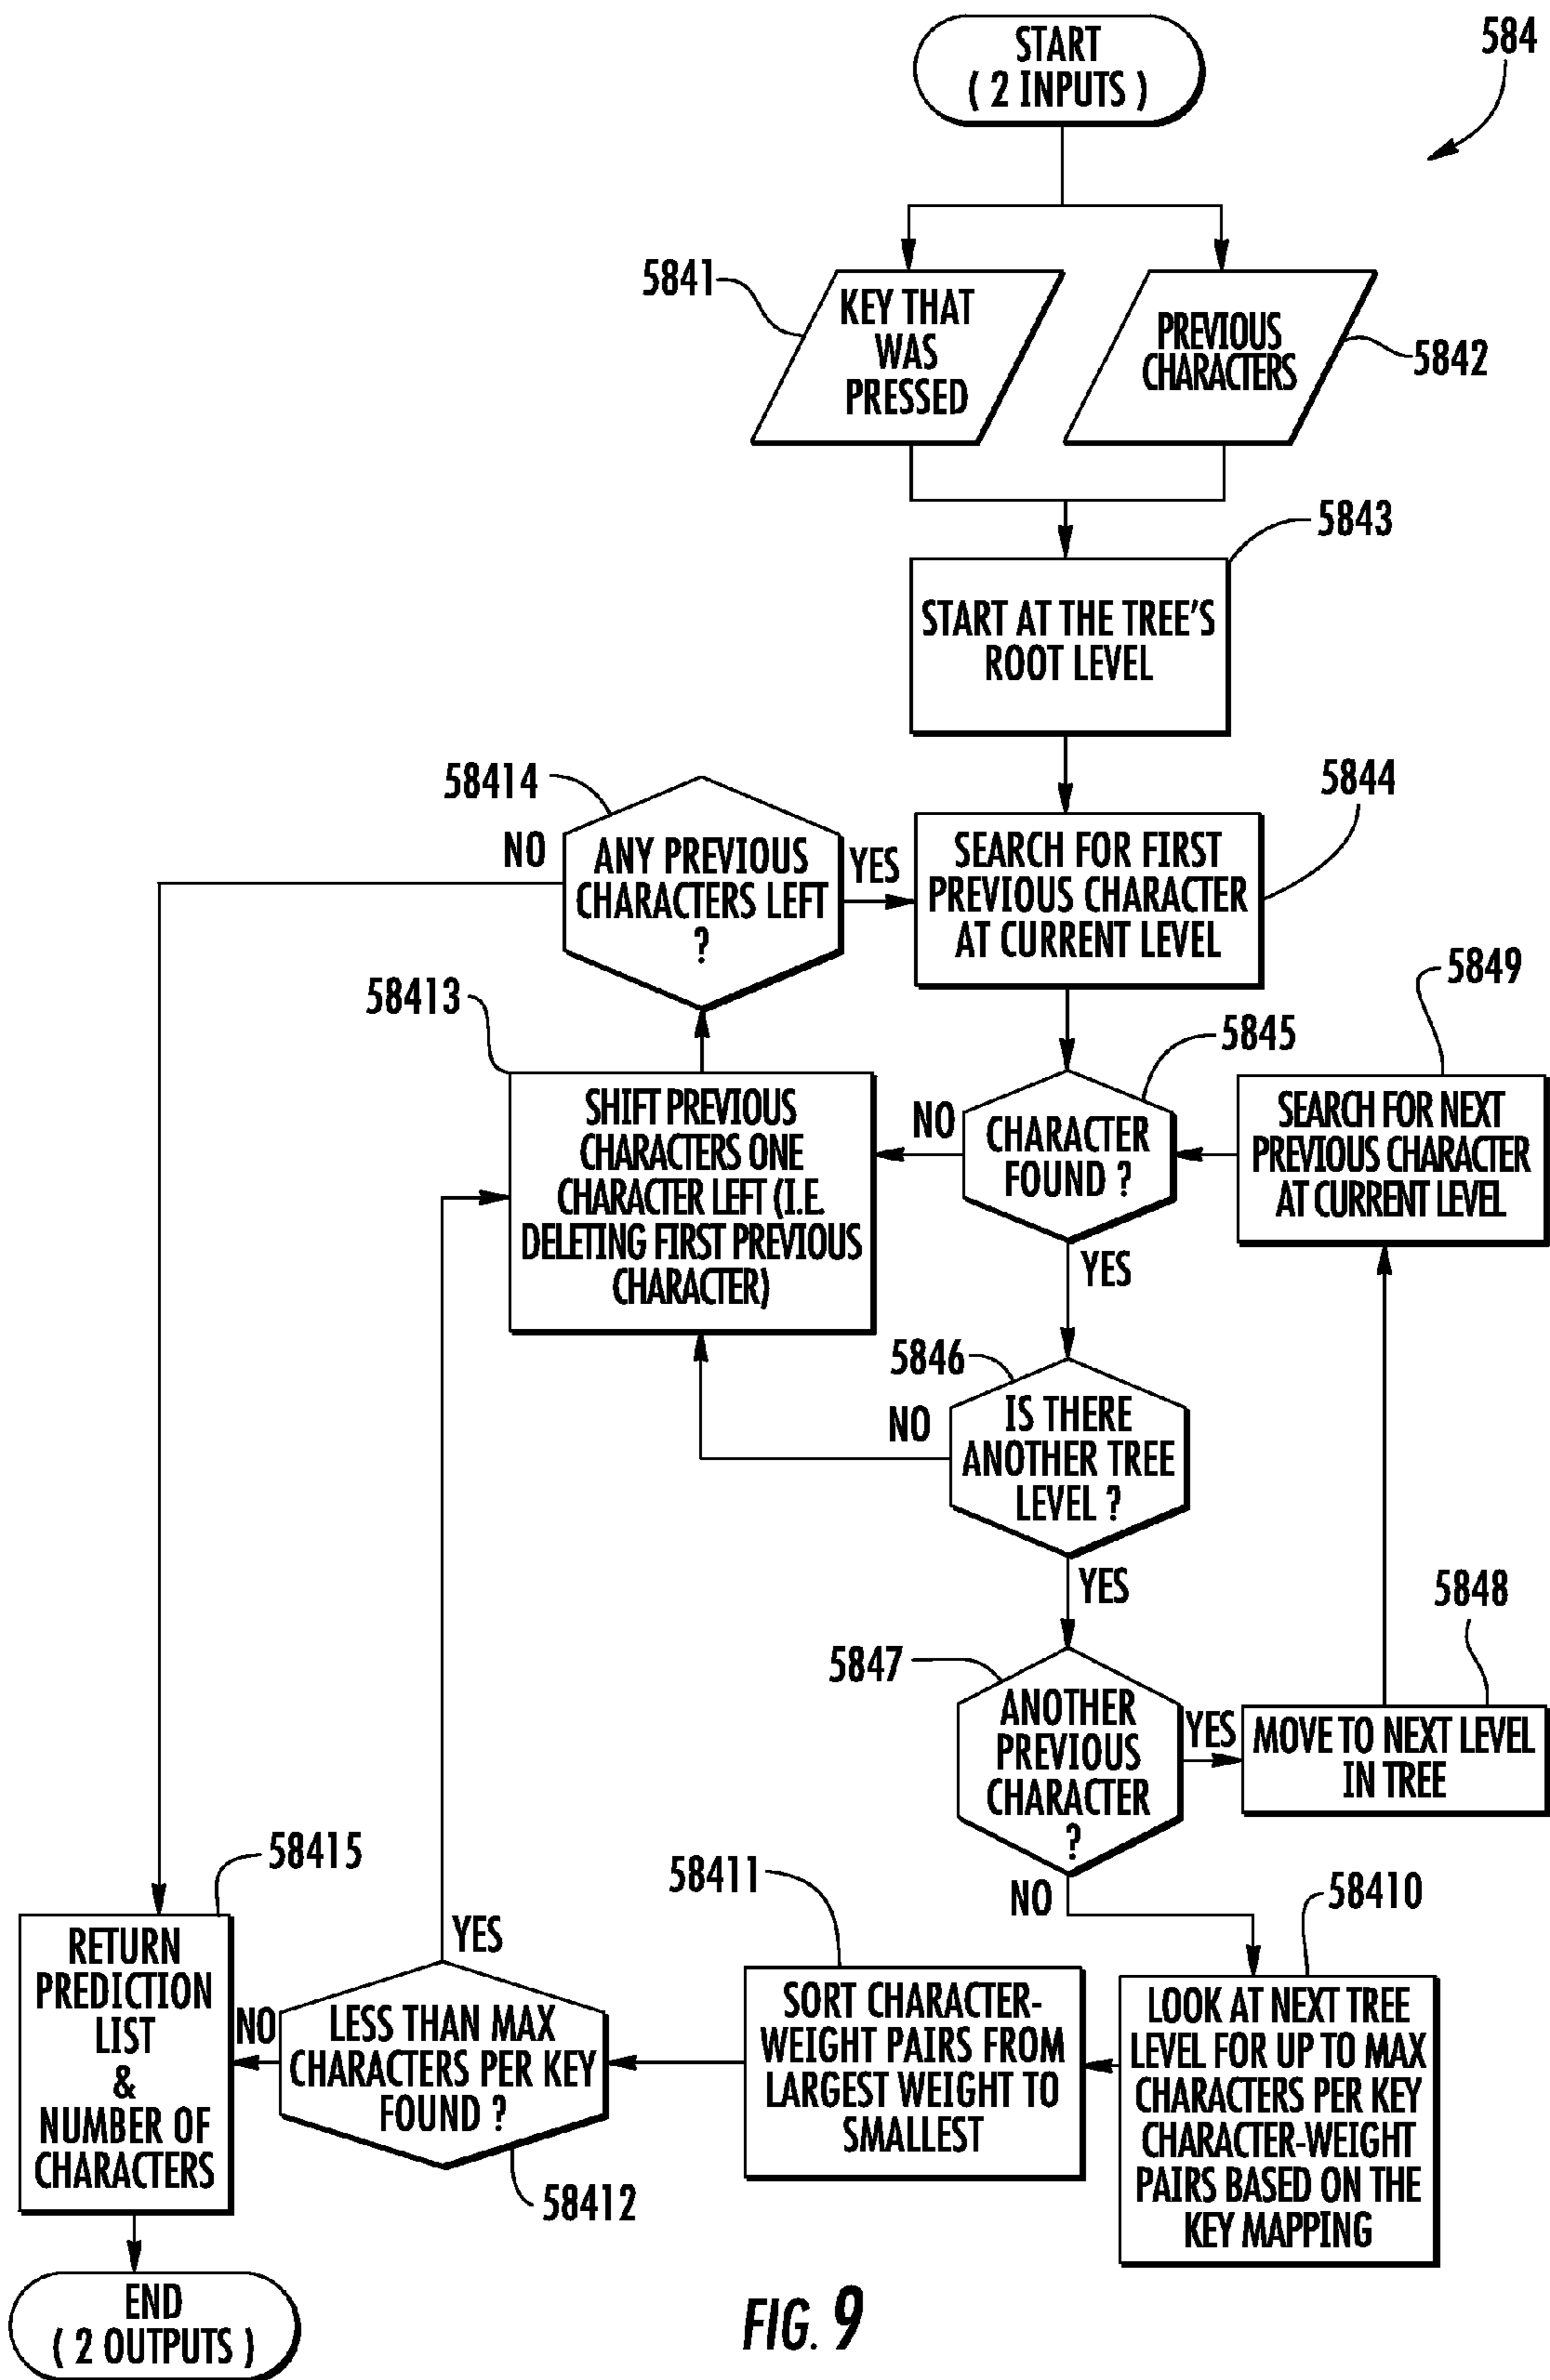 START
( 2 INPUTS )
584
5841
KEY THAT
WAS
PRESSED
PREVIOUS
CHARACTERS
5842
5843
START AT THE TREE'S
ROOT LEVEL
58414
NO
ANY PREVIOUS
CHARACTERS LEFT
?
YES
5844
SEARCH FOR FIRST
PREVIOUS CHARACTER
AT CURRENT LEVEL
58413
SHIFT PREVIOUS
CHARACTERS ONE
CHARACTER LEFT (I.E.
DELETING FIRST PREVIOUS
CHARACTER)
NO
5845
CHARACTER
FOUND ?
YES
5849
SEARCH FOR NEXT
PREVIOUS CHARACTER
AT CURRENT LEVEL
5846
NO
IS THERE
ANOTHER TREE
LEVEL ?
YES
5847
ANOTHER
PREVIOUS
CHARACTER
?
YES
NO
5848
MOVE TO NEXT LEVEL
IN TREE
58415
RETURN
PREDICTION
LIST
&
NUMBER OF
CHARACTERS
NO
YES
LESS THAN MAX
CHARACTERS PER KEY
FOUND ?
58412
58411
SORT CHARACTER-
WEIGHT PAIRS FROM
LARGEST WEIGHT TO
SMALLEST
58410
LOOK AT NEXT TREE
LEVEL FOR UP TO MAX
CHARACTERS PER KEY
CHARACTER-WEIGHT
PAIRS BASED ON THE
KEY MAPPING
END
( 2 OUTPUTS )
FIG. 9